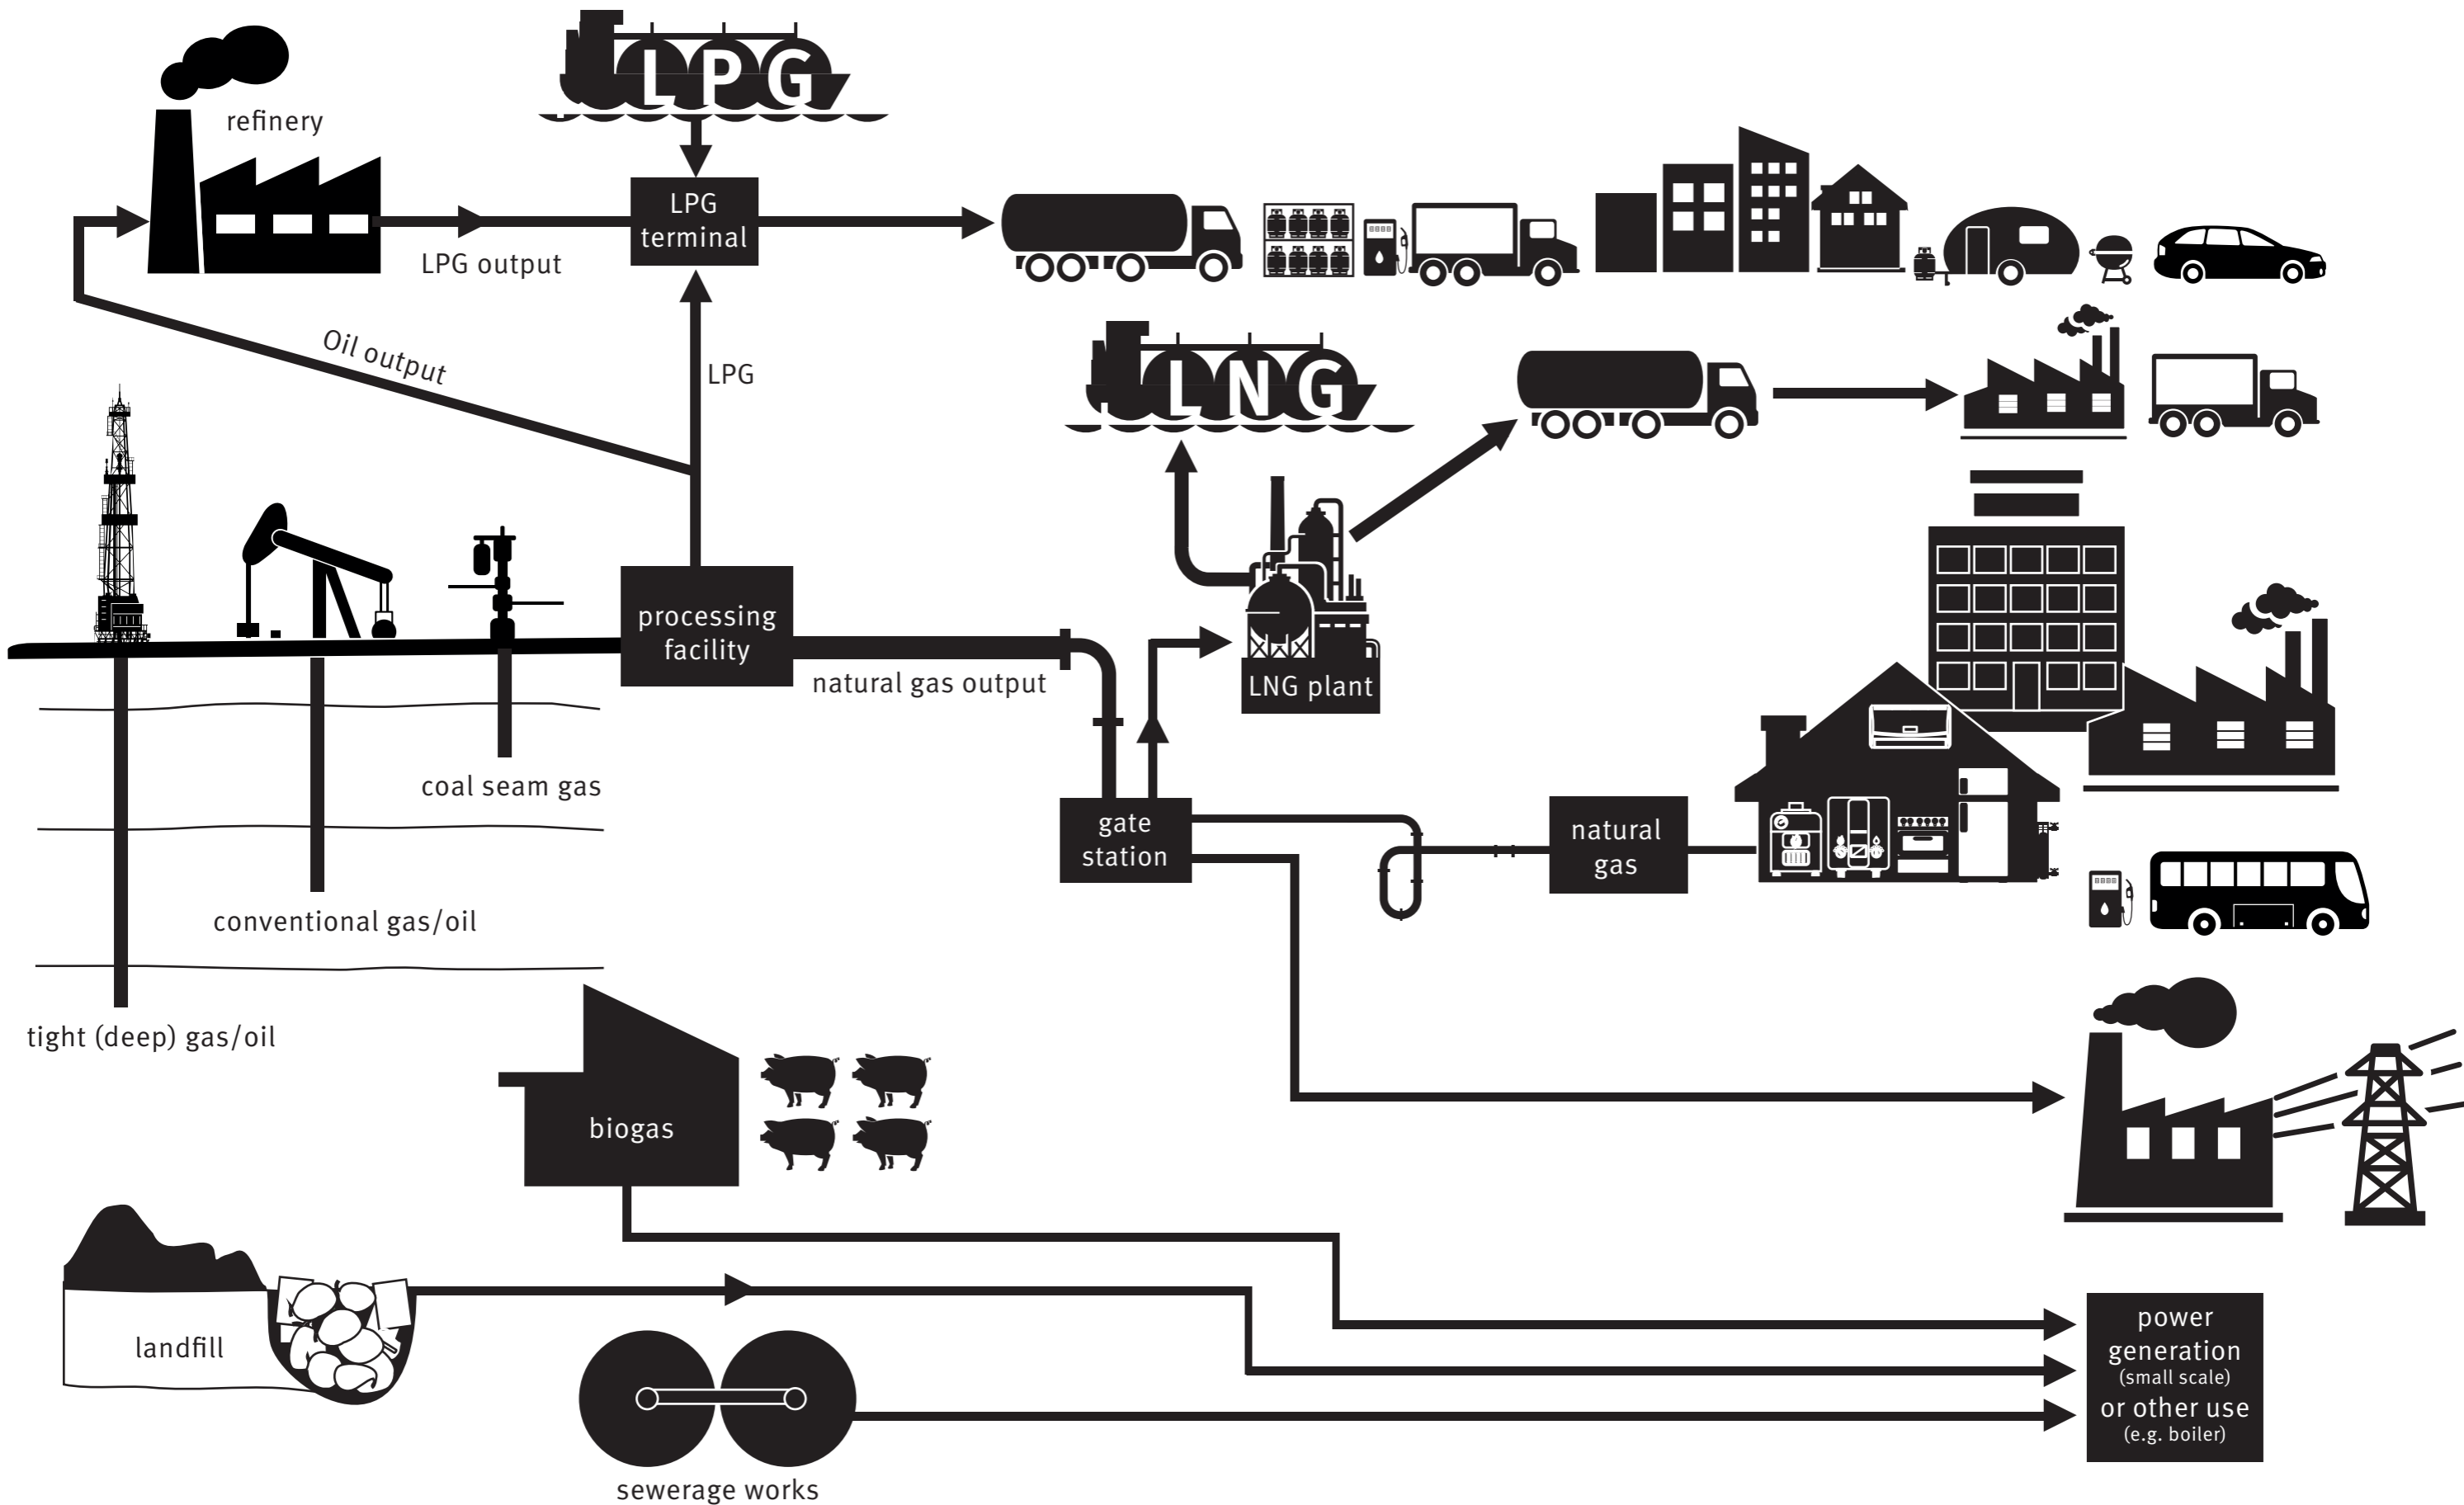 LPG
refinery
LPG
terminal
LPG output
Oil output
LPG
LNG
processing
facility
natural gas output
LNG plant
coal seam gas
gate
station
natural
gas
conventional gas/oil
tight (deep) gas/oil
biogas
landfill
power
generation
(small scale)
or other use
(e.g. boiler)
sewerage works